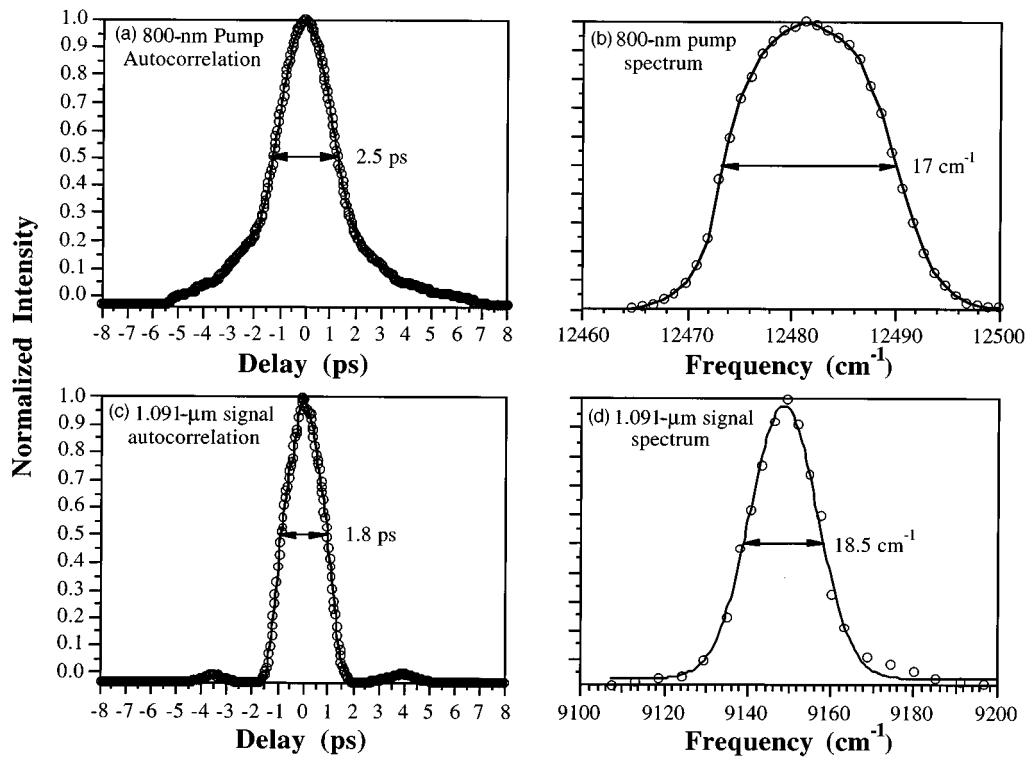 Normalized Intensity
(a) 800-nm Pump
Autocorrelation
1.0
0.9
0.8
0.7
0.6
0.5
0.4
0.3
0.2
0.1
0.0
2.5 ps
-8 -7 -6 -5 -4 -3 -2 -1 0 1 2 3 4 5 6 7 8
Delay (ps)
(b) 800-nm pump
spectrum
17 cm⁻¹
12460 12470 12480 12490 12500
Frequency (cm⁻¹)
(c) 1.091-μm signal
autocorrelation
1.0
0.9
0.8
0.7
0.6
0.5
0.4
0.3
0.2
0.1
0.0
1.8 ps
-8 -7 -6 -5 -4 -3 -2 -1 0 1 2 3 4 5 6 7 8
Delay (ps)
(d) 1.091-μm signal
spectrum
18.5 cm⁻¹
9100 9120 9140 9160 9180 9200
Frequency (cm⁻¹)